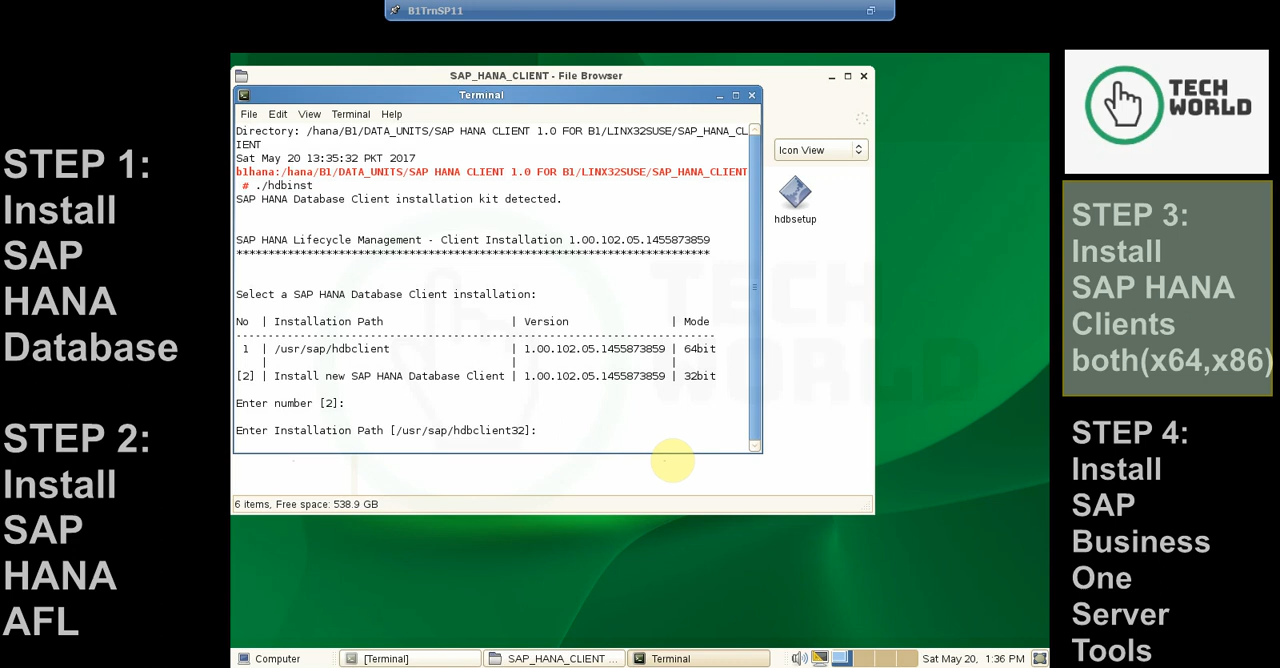 B1TrnSP11
STEP 1:
Install
SAP
HANA
Database
STEP 2:
Install
SAP
HANA
AFL
SAP_HANA_CLIENT - File Browser
Terminal
File Edit View Terminal Help
Directory: /hana/B1/DATA_UNITS/SAP HANA CLIENT 1.0 FOR B1/LINX32SUSE/SAP_HANA_CL
IENT
Sat May 20 13:35:32 PKT 2017
b1hana:/hana/B1/DATA_UNITS/SAP HANA CLIENT 1.0 FOR B1/LINX32SUSE/SAP_HANA_CLIENT
# ./hdbinst
SAP HANA Database Client installation kit detected.
SAP HANA Lifecycle Management - Client Installation 1.00.102.05.1455873859
**************************************************************************
Select a SAP HANA Database Client installation:
No | Installation Path | Version | Mode
---------------------------------------------------------------------------
1 | /usr/sap/hdbclient | 1.00.102.05.1455873859 | 64bit
| | |
[2] | Install new SAP HANA Database Client | 1.00.102.05.1455873859 | 32bit
Enter number [2]:
Enter Installation Path [/usr/sap/hdbclient32]:
Icon View
hdbsetup
TECH
WORLD
6 items, Free space: 538.9 GB
Computer
[Terminal]
SAP_HANA_CLIENT ...
Terminal
Sat May 20, 1:36 PM
TECH
WORLD
STEP 3:
Install
SAP HANA
Clients
both(x64,x86)
STEP 4:
Install
SAP
Business
One
Server
Tools